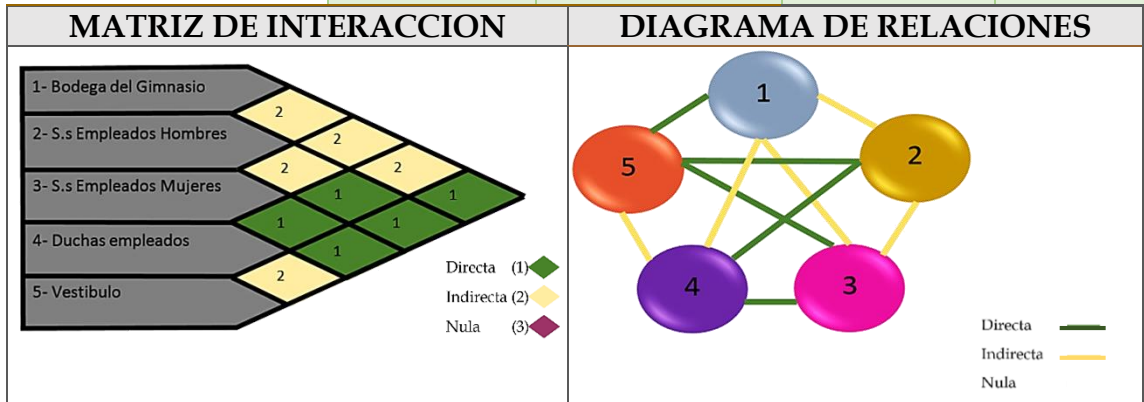 MATRIZ DE INTERACCION
1- Bodega del Gimnasio
2- S.s Empleados Hombres
3- S.s Empleados Mujeres
4- Duchas empleados
5- Vestibulo
2
2
2
2
1
1
1
1
1
2
Directa (1)
Indirecta (2)
Nula (3)
DIAGRAMA DE RELACIONES
1
2
5
4
3
Directa
Indirecta
Nula